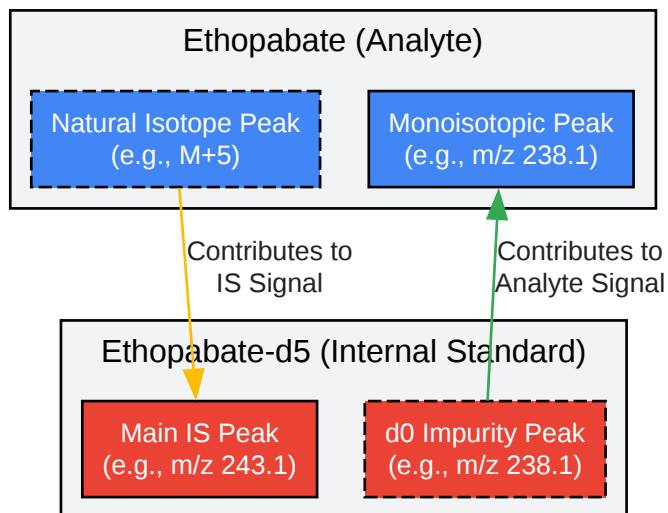 Ethopabate (Analyte)
Natural Isotope Peak
(e.g., M+5)
Monoisotopic Peak
(e.g., m/z 238.1)
Contributes to
IS Signal
Contributes to
Analyte Signal
Ethopabate-d5 (Internal Standard)
Main IS Peak
(e.g., m/z 243.1)
d0 Impurity Peak
(e.g., m/z 238.1)